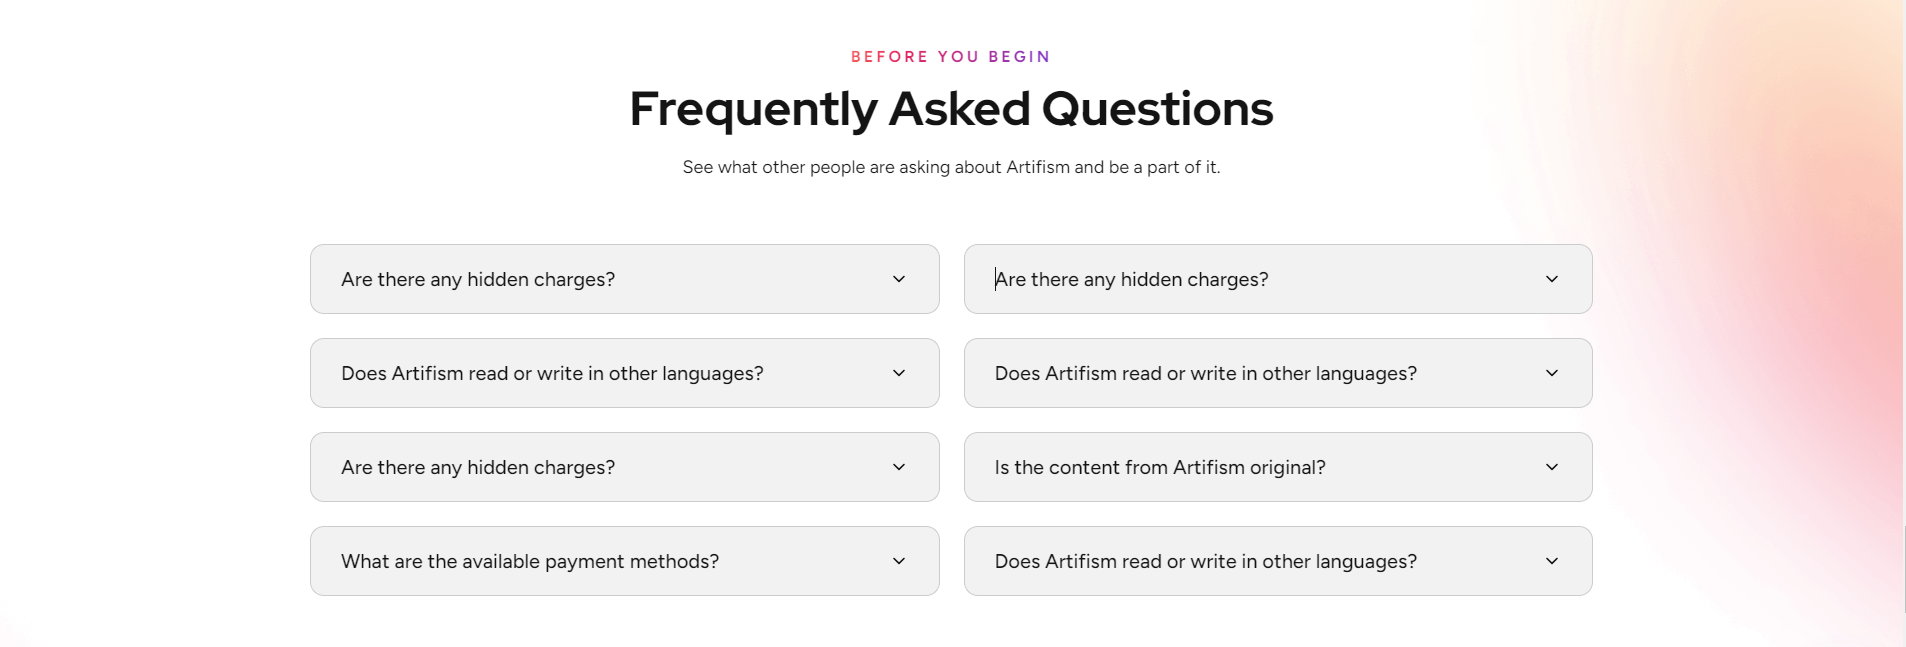 BEFORE YOU BEGIN
Frequently Asked Questions
See what other people are asking about Artifism and be a part of it.
Are there any hidden charges?
Are there any hidden charges?
Does Artifism read or write in other languages?
Does Artifism read or write in other languages?
Are there any hidden charges?
Is the content from Artifism original?
What are the available payment methods?
Does Artifism read or write in other languages?